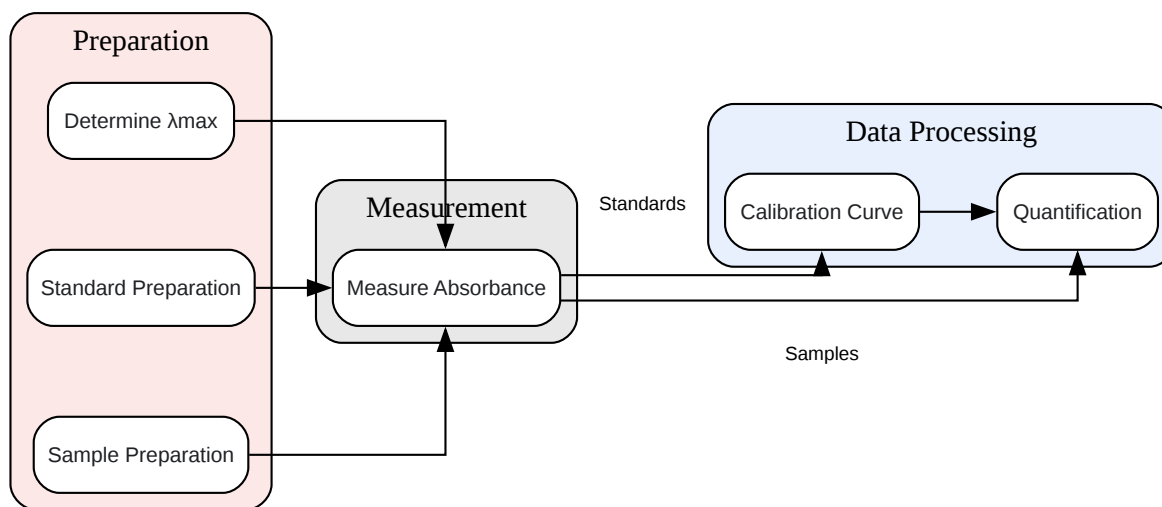 Preparation
Determine λmax
Standard Preparation
Sample Preparation
Measurement
Measure Absorbance
Standards
Samples
Data Processing
Calibration Curve
Quantification